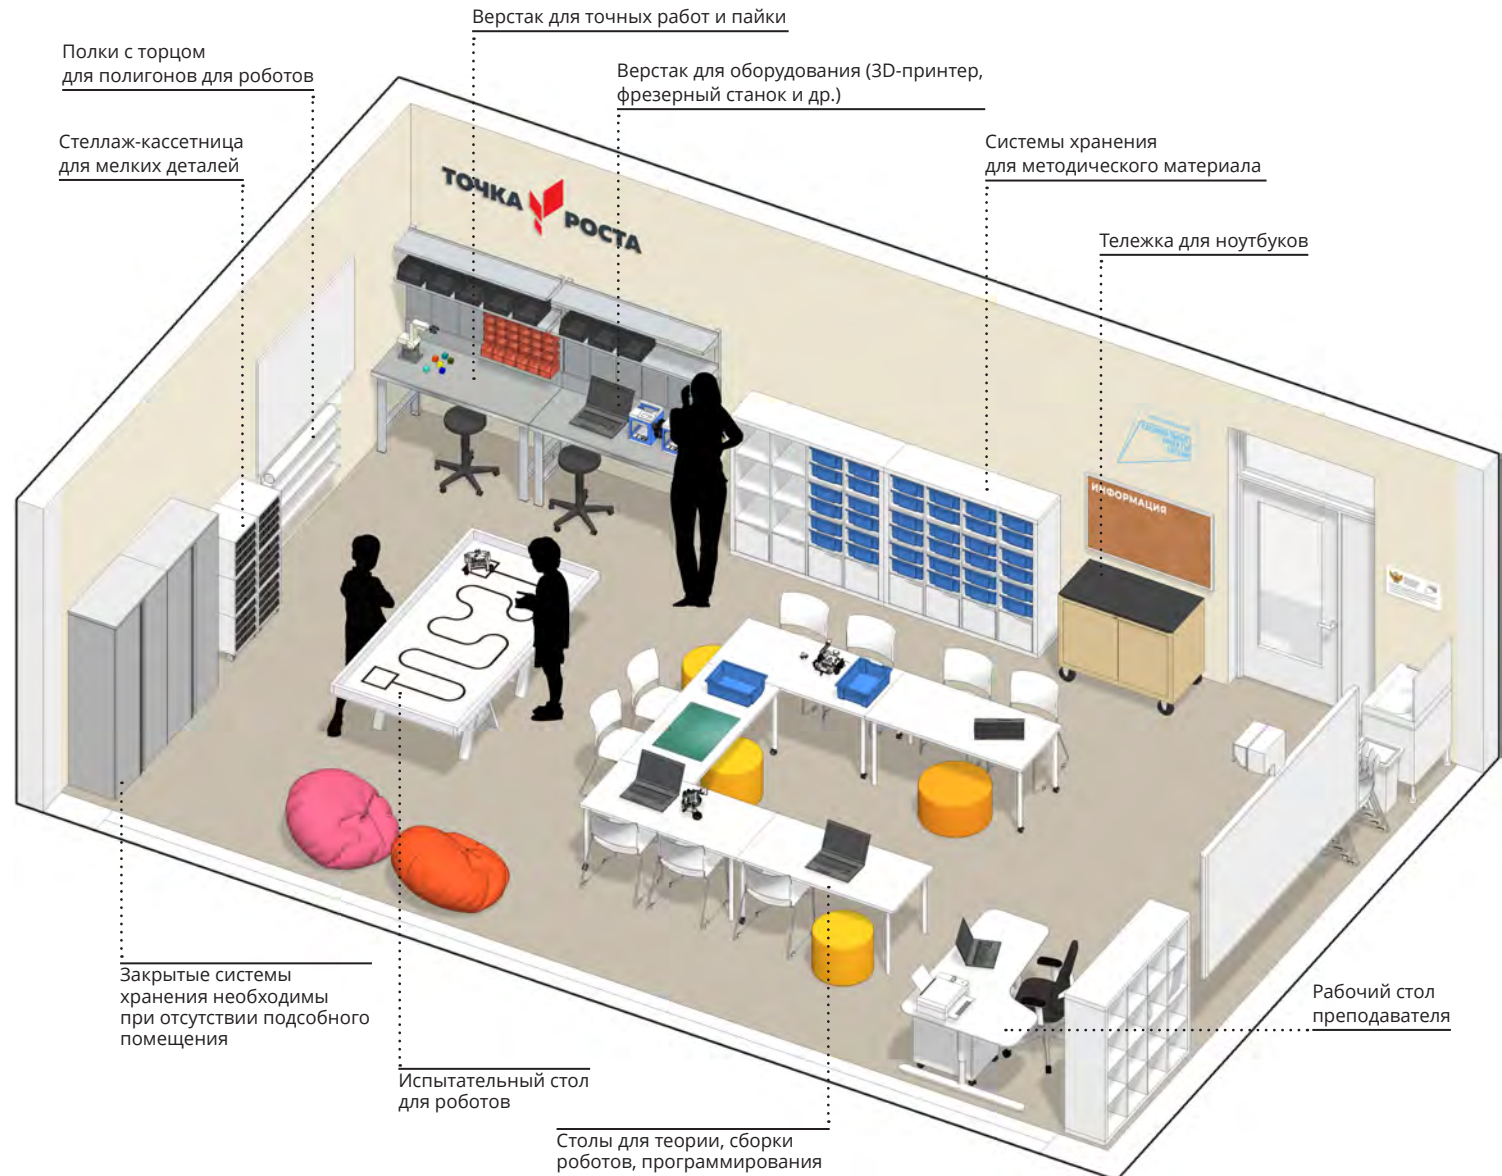 Верстак для точных работ и пайки
Полки с торцом
для полигонов для роботов
Верстак для оборудования (3D-принтер,
фрезерный станок и др.)
Стеллаж-кассетница
для мелких деталей
Системы хранения
для методического материала
Тележка для ноутбуков
ТОЧКА РОСТА
ИНФОРМАЦИЯ
Закрытые системы
хранения необходимы
при отсутствии подсобного
помещения
Рабочий стол
преподавателя
Испытательный стол
для роботов
Столы для теории, сборки
роботов, программирования